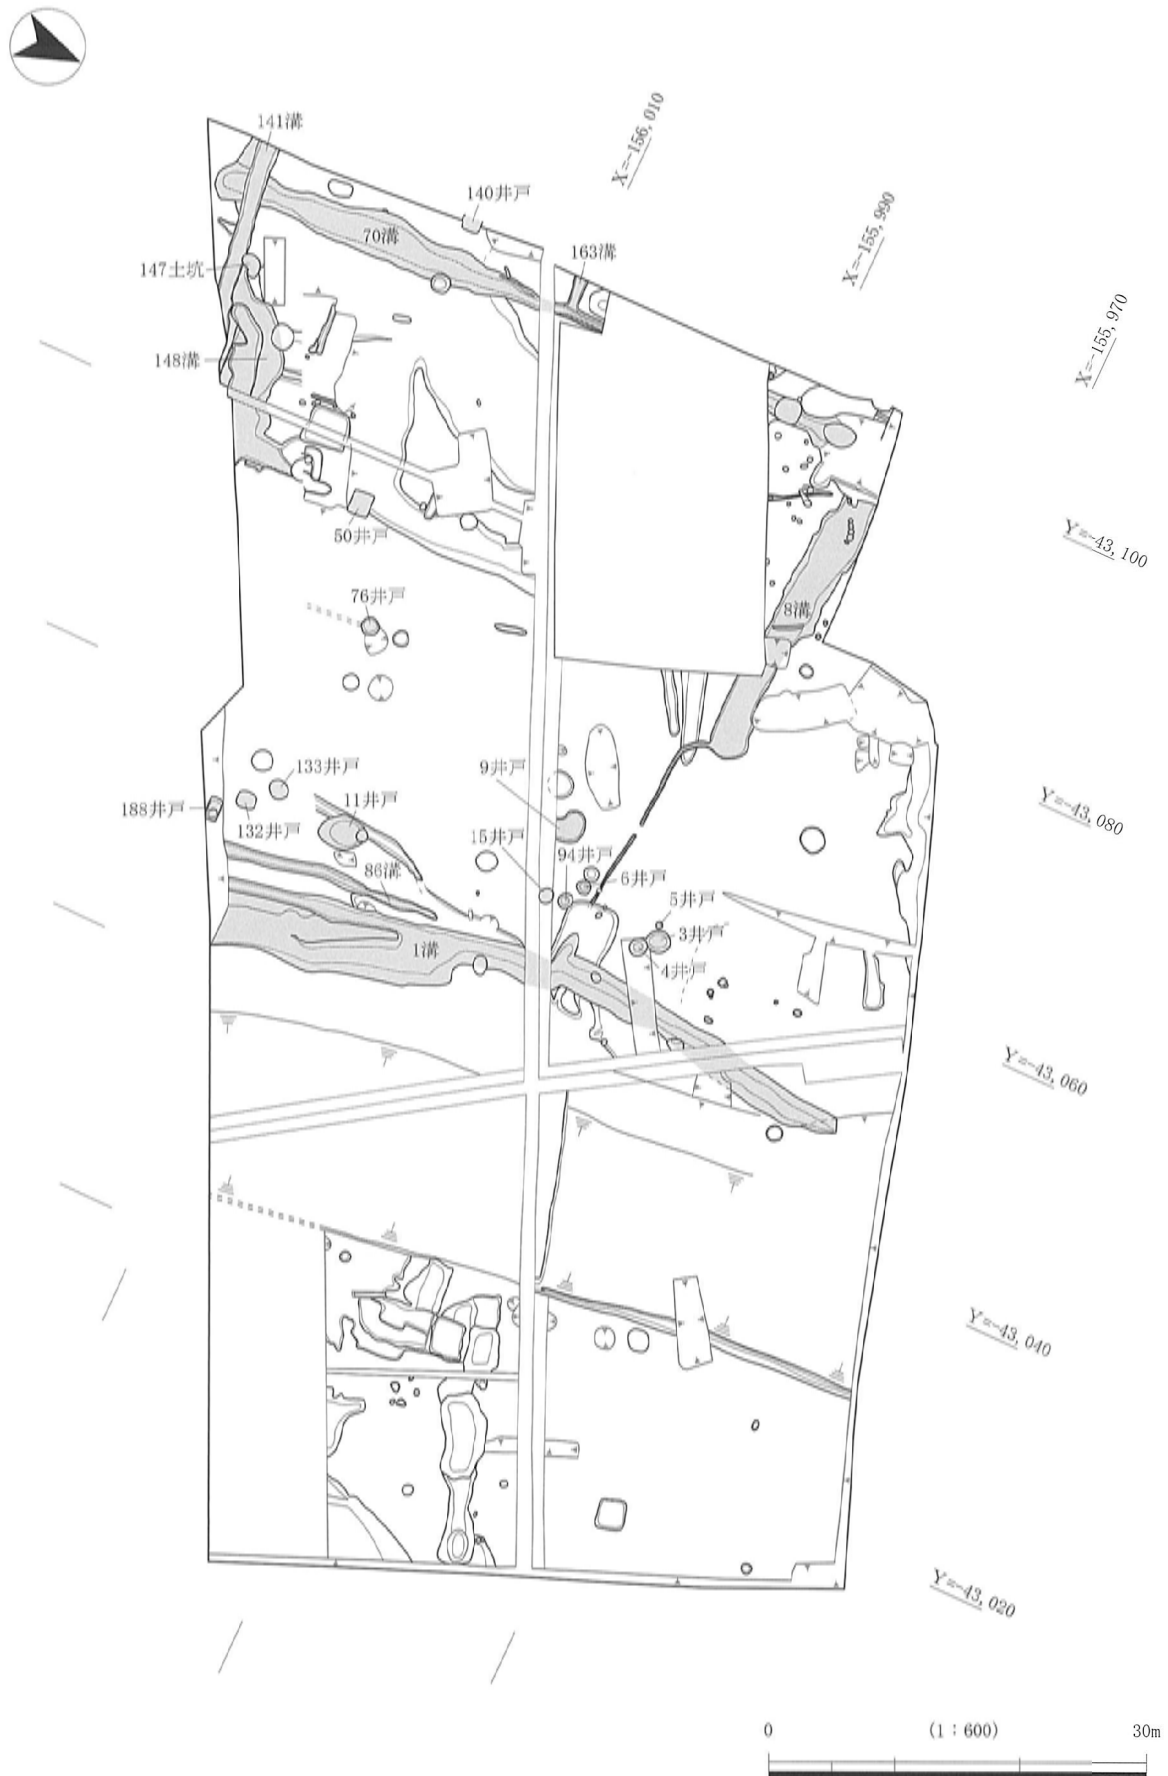 X=-156,010
141溝
140井戸
X=-155,990
70溝
163溝
147土坑
X=-155,970
148溝
50井戸
Y=-43,100
76井戸
8溝
9井戸
133井戸
11井戸
188井戸
132井戸
Y=-43,080
15井戸
94井戸
86溝
6井戸
5井戸
3井戸
1溝
4井戸
Y=-43,060
Y=-43,040
Y=-43,020
0 (1：600) 30m